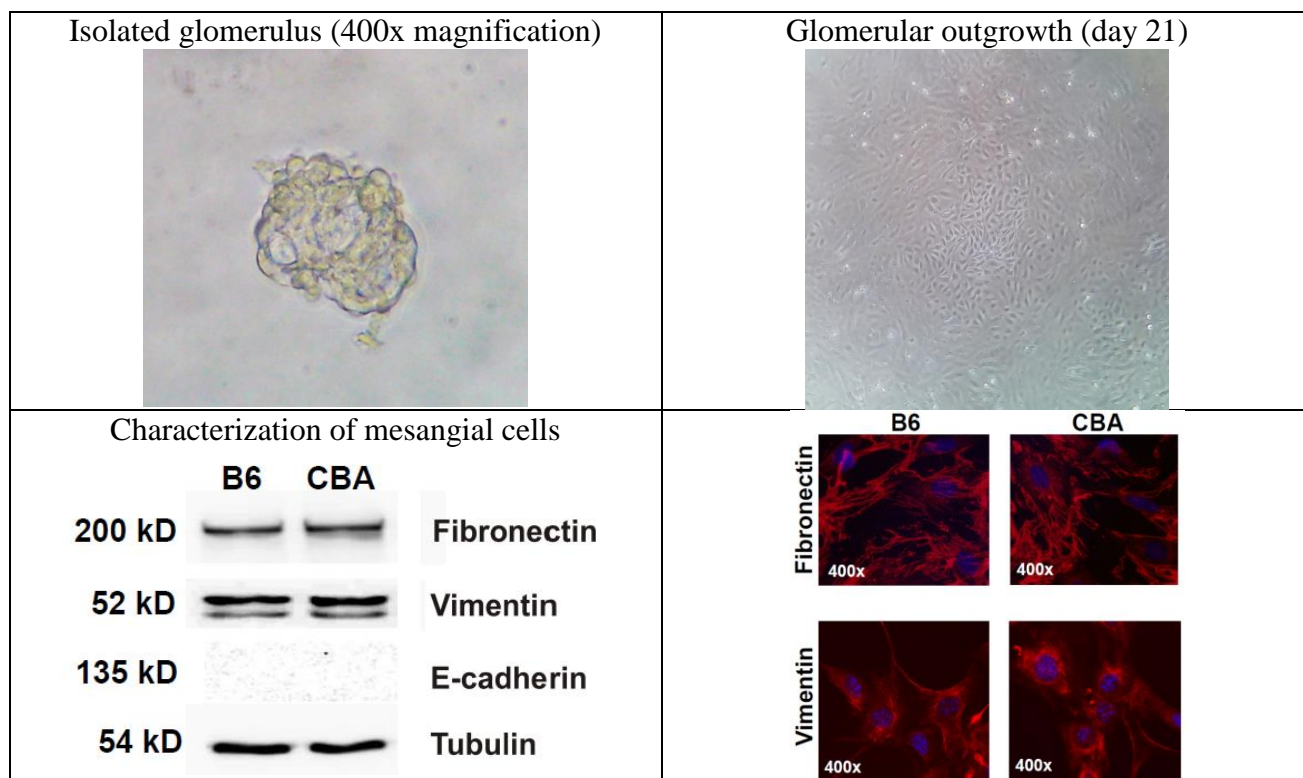 Isolated glomerulus (400x magnification)
Glomerular outgrowth (day 21)
Characterization of mesangial cells
B6 CBA
200 kD Fibronectin
52 kD Vimentin
135 kD E-cadherin
54 kD Tubulin
B6 CBA
Fibronectin
400x 400x
Vimentin
400x 400x